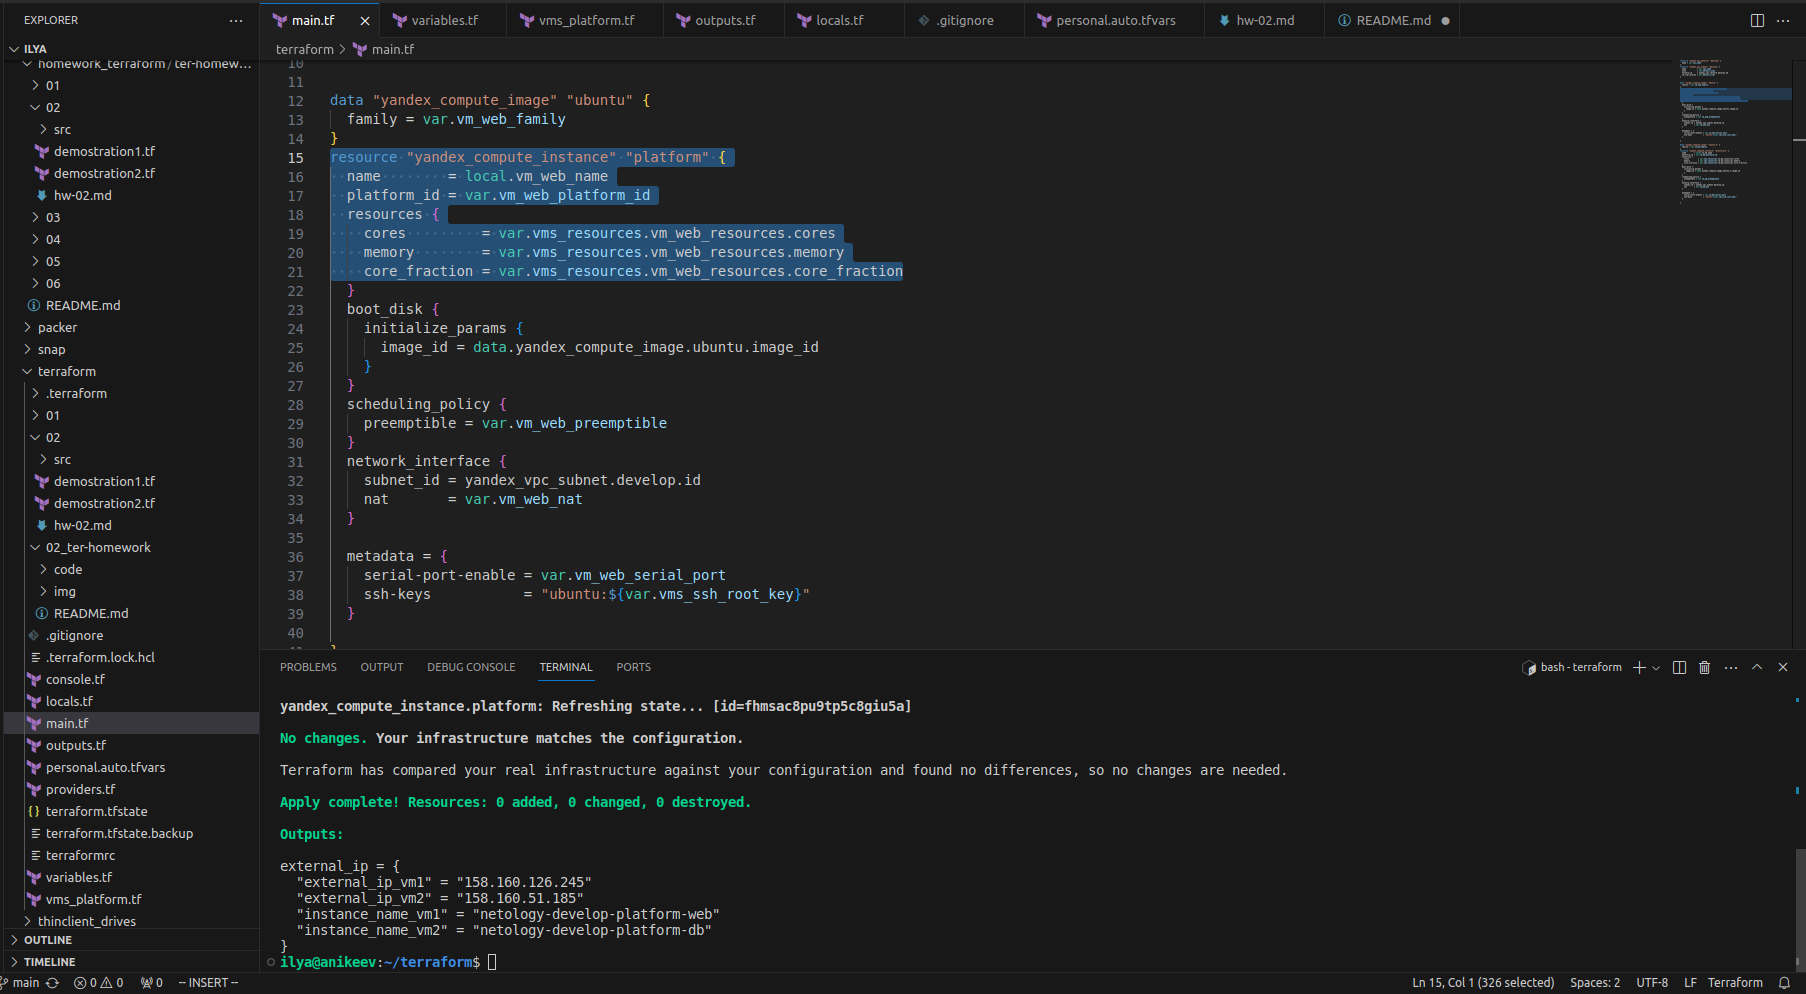 EXPLORER
ILYA
homework_terraform / ter-homew...
01
02
src
demostration1.tf
demostration2.tf
hw-02.md
03
04
05
06
README.md
packer
snap
terraform
.terraform
01
02
src
demostration1.tf
demostration2.tf
hw-02.md
02_ter-homework
code
img
README.md
.gitignore
.terraform.lock.hcl
console.tf
locals.tf
main.tf
outputs.tf
personal.auto.tfvars
providers.tf
terraform.tfstate
terraform.tfstate.backup
terraformrc
variables.tf
vms_platform.tf
thinclient_drives
OUTLINE
TIMELINE
main.tf variables.tf vms_platform.tf outputs.tf locals.tf .gitignore personal.auto.tfvars hw-02.md README.md
terraform > main.tf
10
11
12 data "yandex_compute_image" "ubuntu" {
13 family = var.vm_web_family
14 }
15 resource "yandex_compute_instance" "platform" {
16 name        = local.vm_web_name
17 platform_id = var.vm_web_platform_id
18 resources {
19 cores         = var.vms_resources.vm_web_resources.cores
20 memory        = var.vms_resources.vm_web_resources.memory
21 core_fraction = var.vms_resources.vm_web_resources.core_fraction
22 }
23 boot_disk {
24 initialize_params {
25 image_id = data.yandex_compute_image.ubuntu.image_id
26 }
27 }
28 scheduling_policy {
29 preemptible = var.vm_web_preemptible
30 }
31 network_interface {
32 subnet_id = yandex_vpc_subnet.develop.id
33 nat       = var.vm_web_nat
34 }
35
36 metadata = {
37 serial-port-enable = var.vm_web_serial_port
38 ssh-keys           = "ubuntu:${var.vms_ssh_root_key}"
39 }
40
PROBLEMS OUTPUT DEBUG CONSOLE TERMINAL PORTS
bash - terraform
yandex_compute_instance.platform: Refreshing state... [id=fhmsac8pu9tp5c8giu5a]
No changes. Your infrastructure matches the configuration.
Terraform has compared your real infrastructure against your configuration and found no differences, so no changes are needed.
Apply complete! Resources: 0 added, 0 changed, 0 destroyed.
Outputs:
external_ip = {
"external_ip_vm1" = "158.160.126.245"
"external_ip_vm2" = "158.160.51.185"
"instance_name_vm1" = "netology-develop-platform-web"
"instance_name_vm2" = "netology-develop-platform-db"
}
ilya@anikeev:~/terraform$
main 0 0 0 -- INSERT -- Ln 15, Col 1 (326 selected) Spaces: 2 UTF-8 LF Terraform